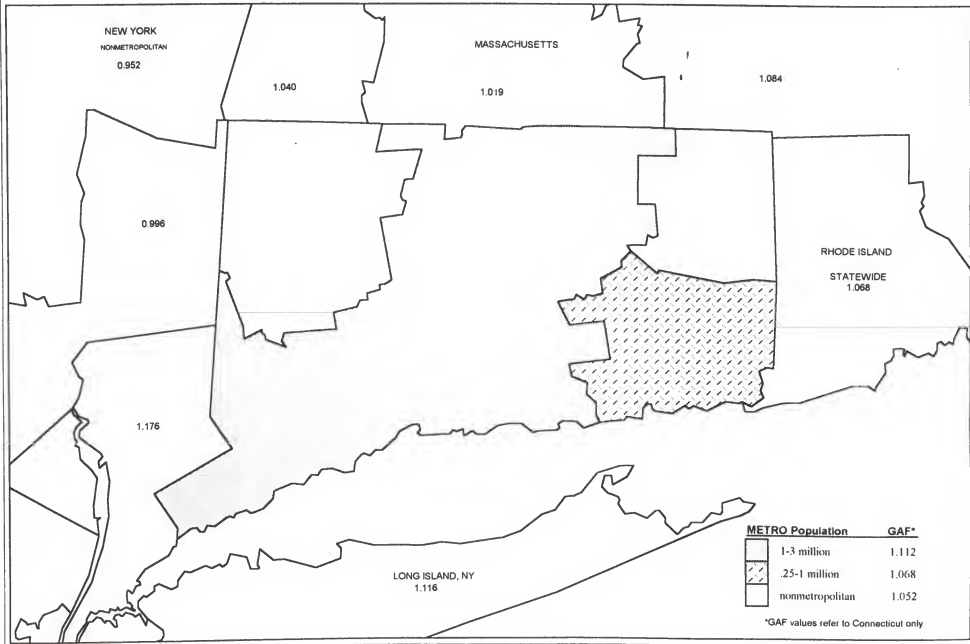 NEW YORK
NONMETROPOLITAN
0.952
1.040
MASSACHUSETTS
1.019
1.084
0.996
RHODE ISLAND
STATEWIDE
1.068
1.176
LONG ISLAND, NY
1.116
METRO Population GAF*
1-3 million 1.112
.25-1 million 1.068
nonmetropolitan 1.052
*GAF values refer to Connecticut only